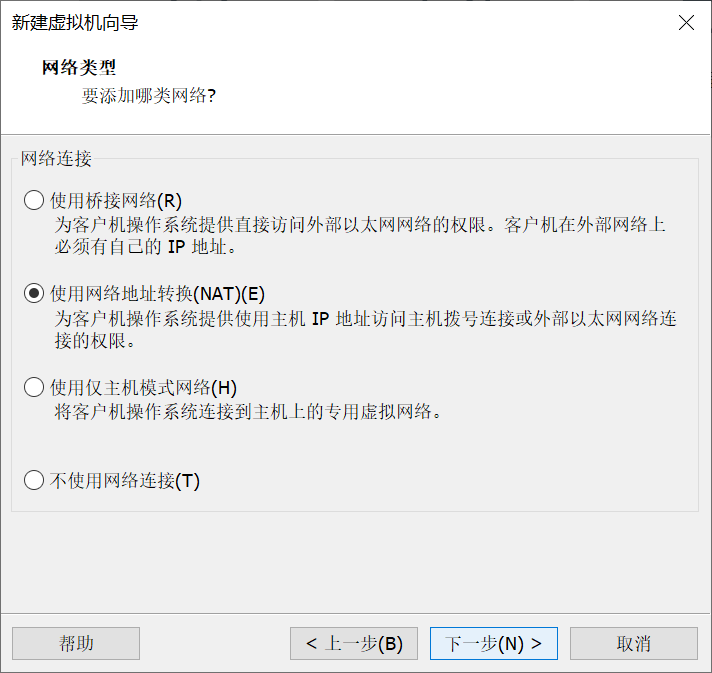 新建虚拟机向导
网络类型
要添加哪类网络?
网络连接
使用桥接网络(R)
为客户机操作系统提供直接访问外部以太网网络的权限。客户机在外部网络上
必须有自己的 IP 地址。
使用网络地址转换(NAT)(E)
为客户机操作系统提供使用主机 IP 地址访问主机拨号连接或外部以太网网络连
接的权限。
使用仅主机模式网络(H)
将客户机操作系统连接到主机上的专用虚拟网络。
不使用网络连接(T)
帮助
< 上一步(B)
下一步(N) >
取消